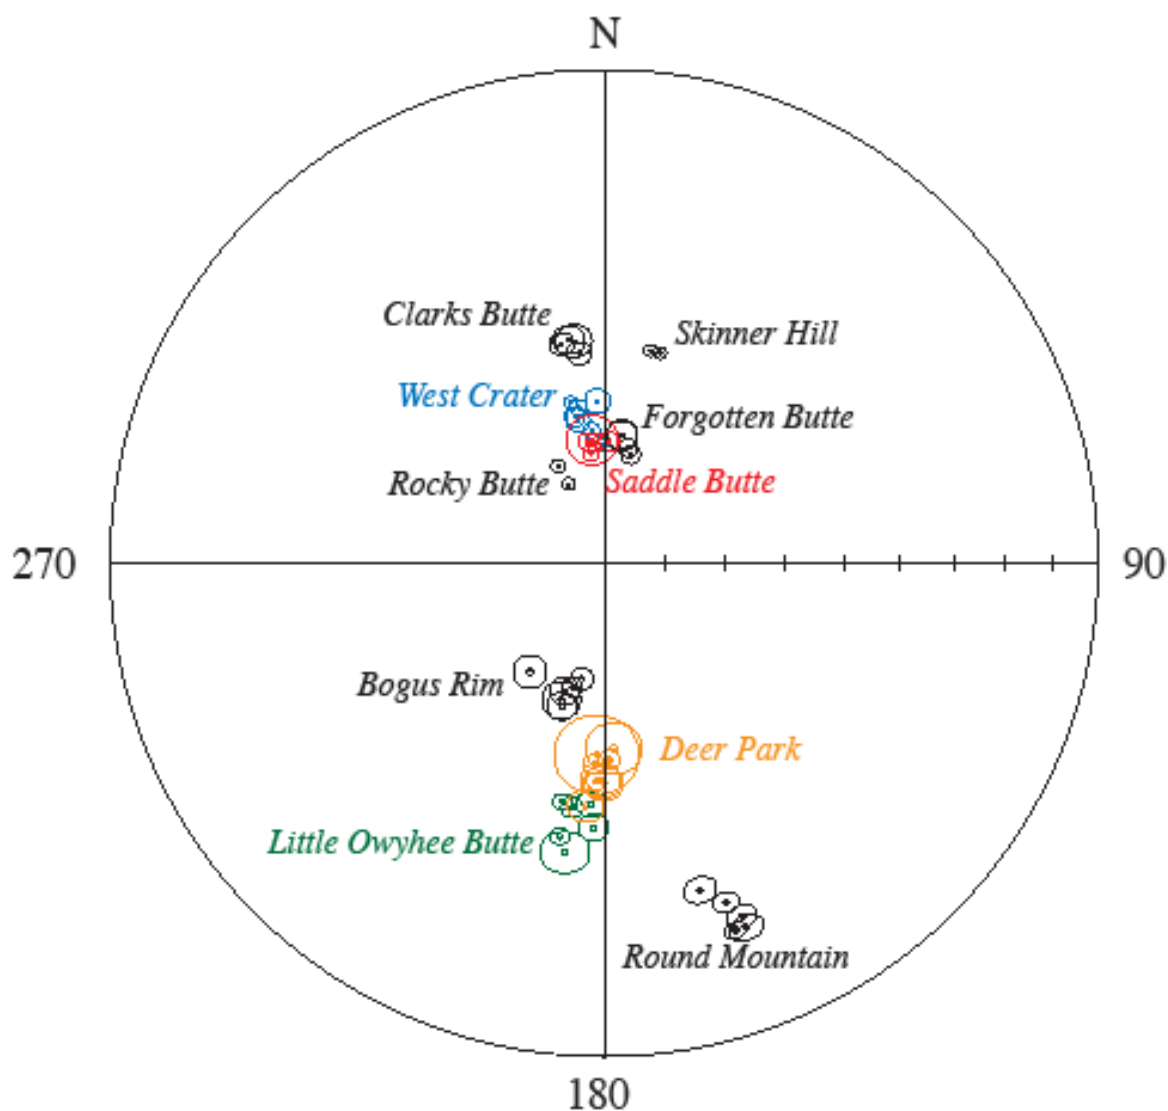 N
Clarks Butte
Skinner Hill
West Crater
Forgotten Butte
Rocky Butte
Saddle Butte
270
90
Bogus Rim
Deer Park
Little Owyhee Butte
Round Mountain
180